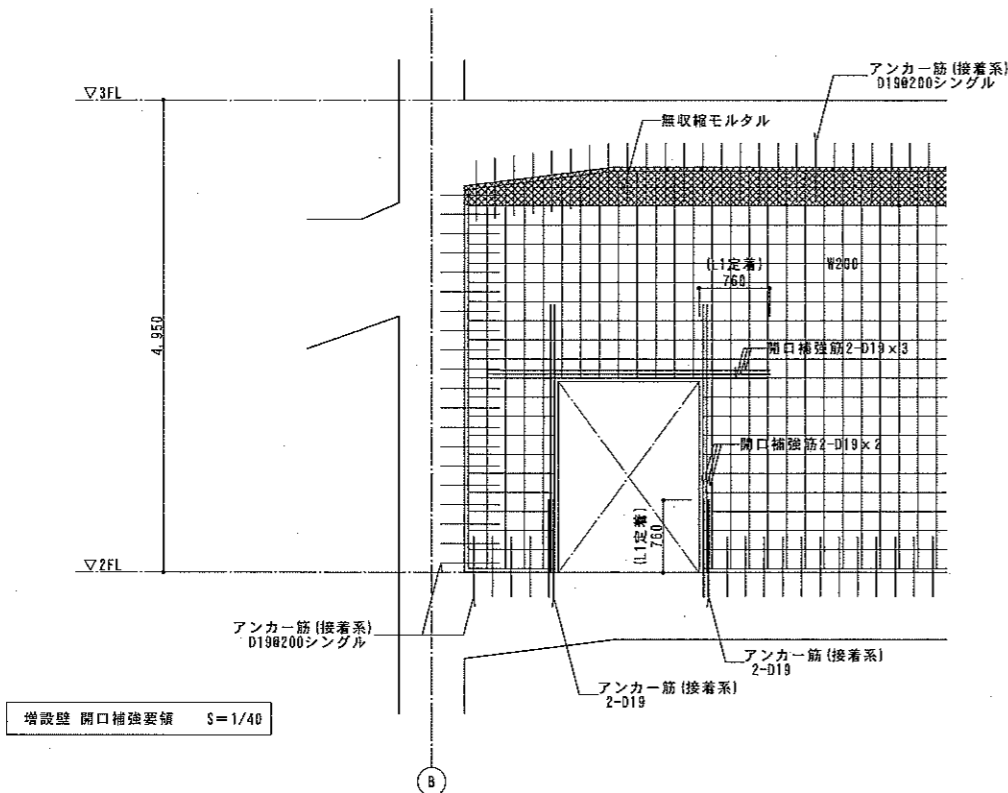 アンカー筋(接着系)
D19@200シングル
▽3FL
無収縮モルタル
(L1定着)
760
W200
4,950
開口補強筋2-D19×3
開口補強筋2-D19×2
(L1定着)
760
▽2FL
アンカー筋(接着系)
D19@200シングル
アンカー筋(接着系)
2-D19
アンカー筋(接着系)
2-D19
増設壁 開口補強要領 S=1/40
B